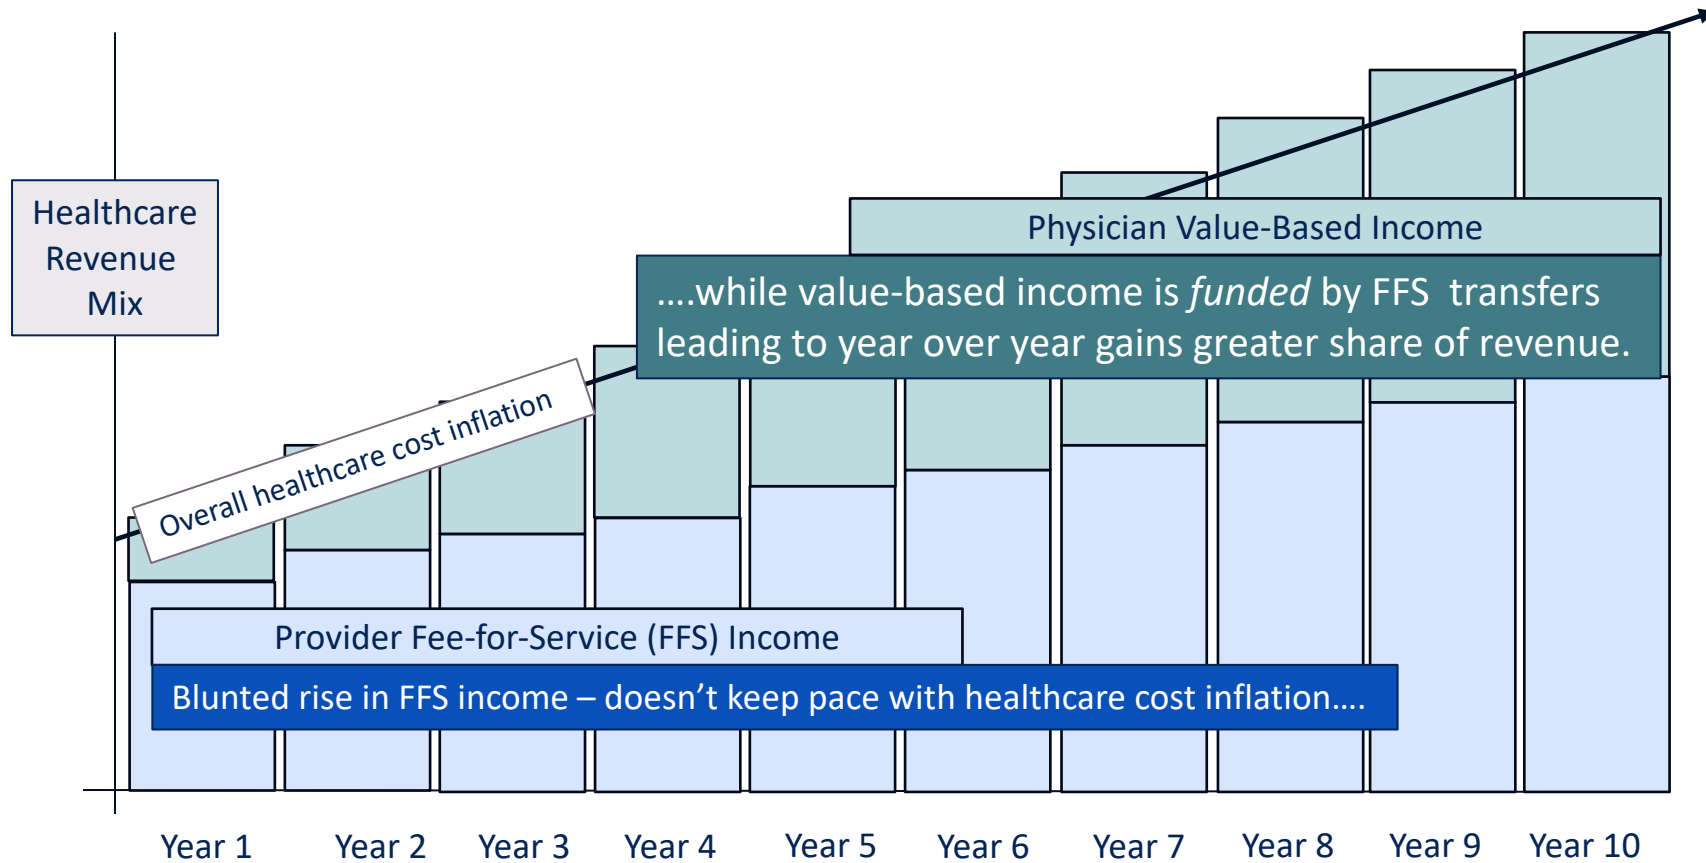 Healthcare
Revenue
Mix
Overall healthcare cost inflation
Physician Value-Based Income
….while value-based income is funded by FFS  transfers
leading to year over year gains greater share of revenue.
Provider Fee-for-Service (FFS) Income
Blunted rise in FFS income – doesn’t keep pace with healthcare cost inflation….
Year 1 Year 2 Year 3 Year 4 Year 5 Year 6 Year 7 Year 8 Year 9 Year 10